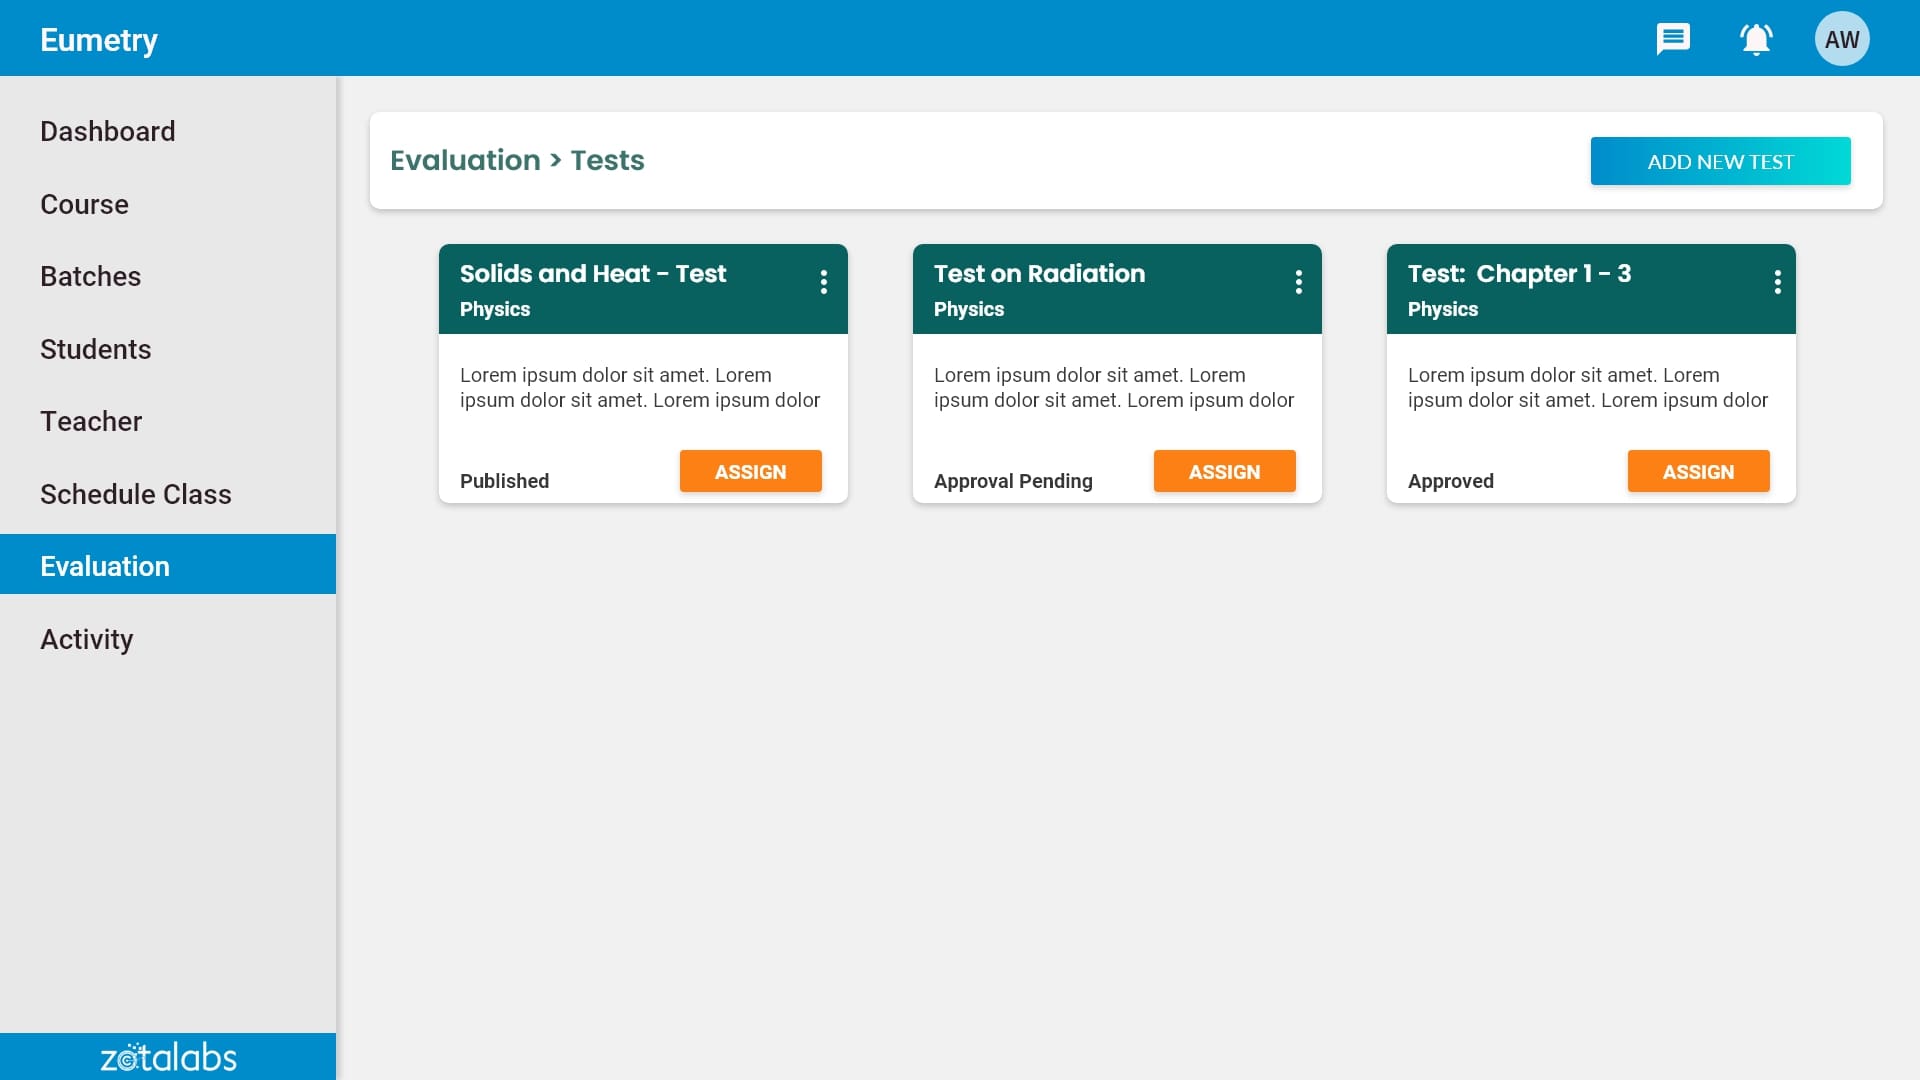 Eumetry
AW
Dashboard
Course
Batches
Students
Teacher
Schedule Class
Evaluation
Activity
zetalabs
Evaluation > Tests
ADD NEW TEST
Solids and Heat - Test
Physics
Lorem ipsum dolor sit amet. Lorem
ipsum dolor sit amet. Lorem ipsum dolor
Published
ASSIGN
Test on Radiation
Physics
Lorem ipsum dolor sit amet. Lorem
ipsum dolor sit amet. Lorem ipsum dolor
Approval Pending
ASSIGN
Test:  Chapter 1 - 3
Physics
Lorem ipsum dolor sit amet. Lorem
ipsum dolor sit amet. Lorem ipsum dolor
Approved
ASSIGN